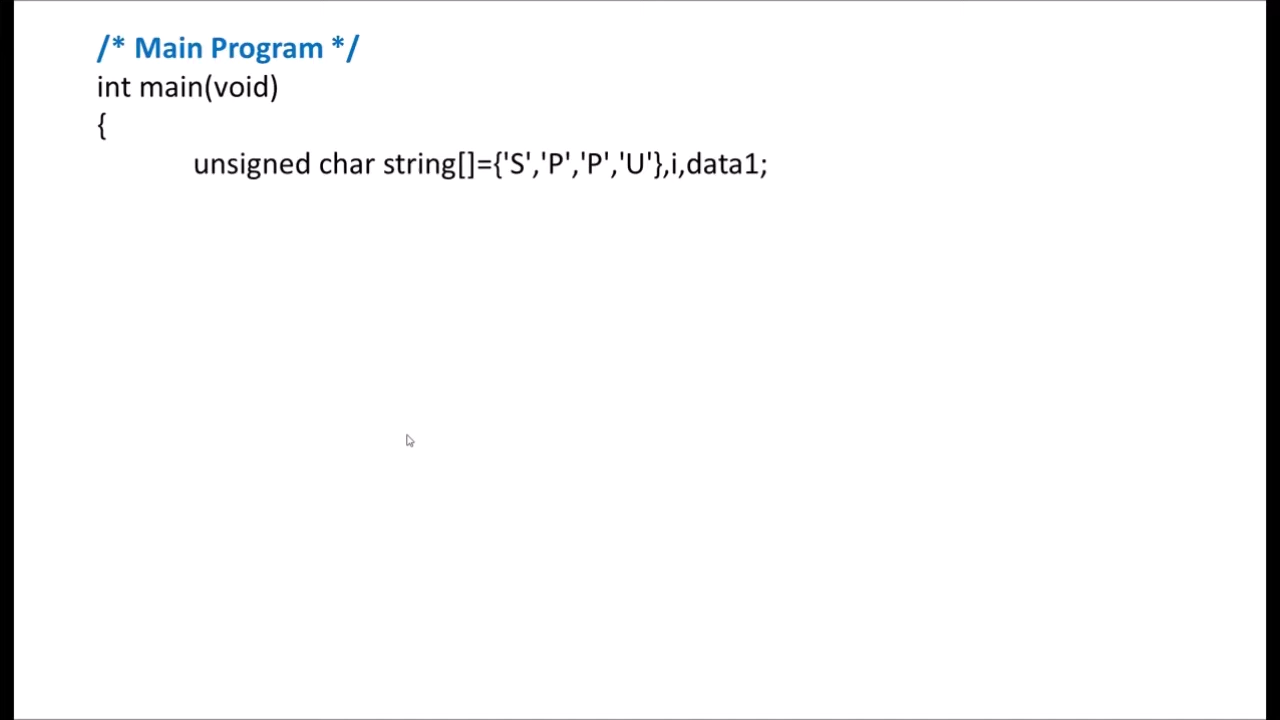 /* Main Program */
int main(void)
{
unsigned char string[]={'S','P','P','U'},i,data1;